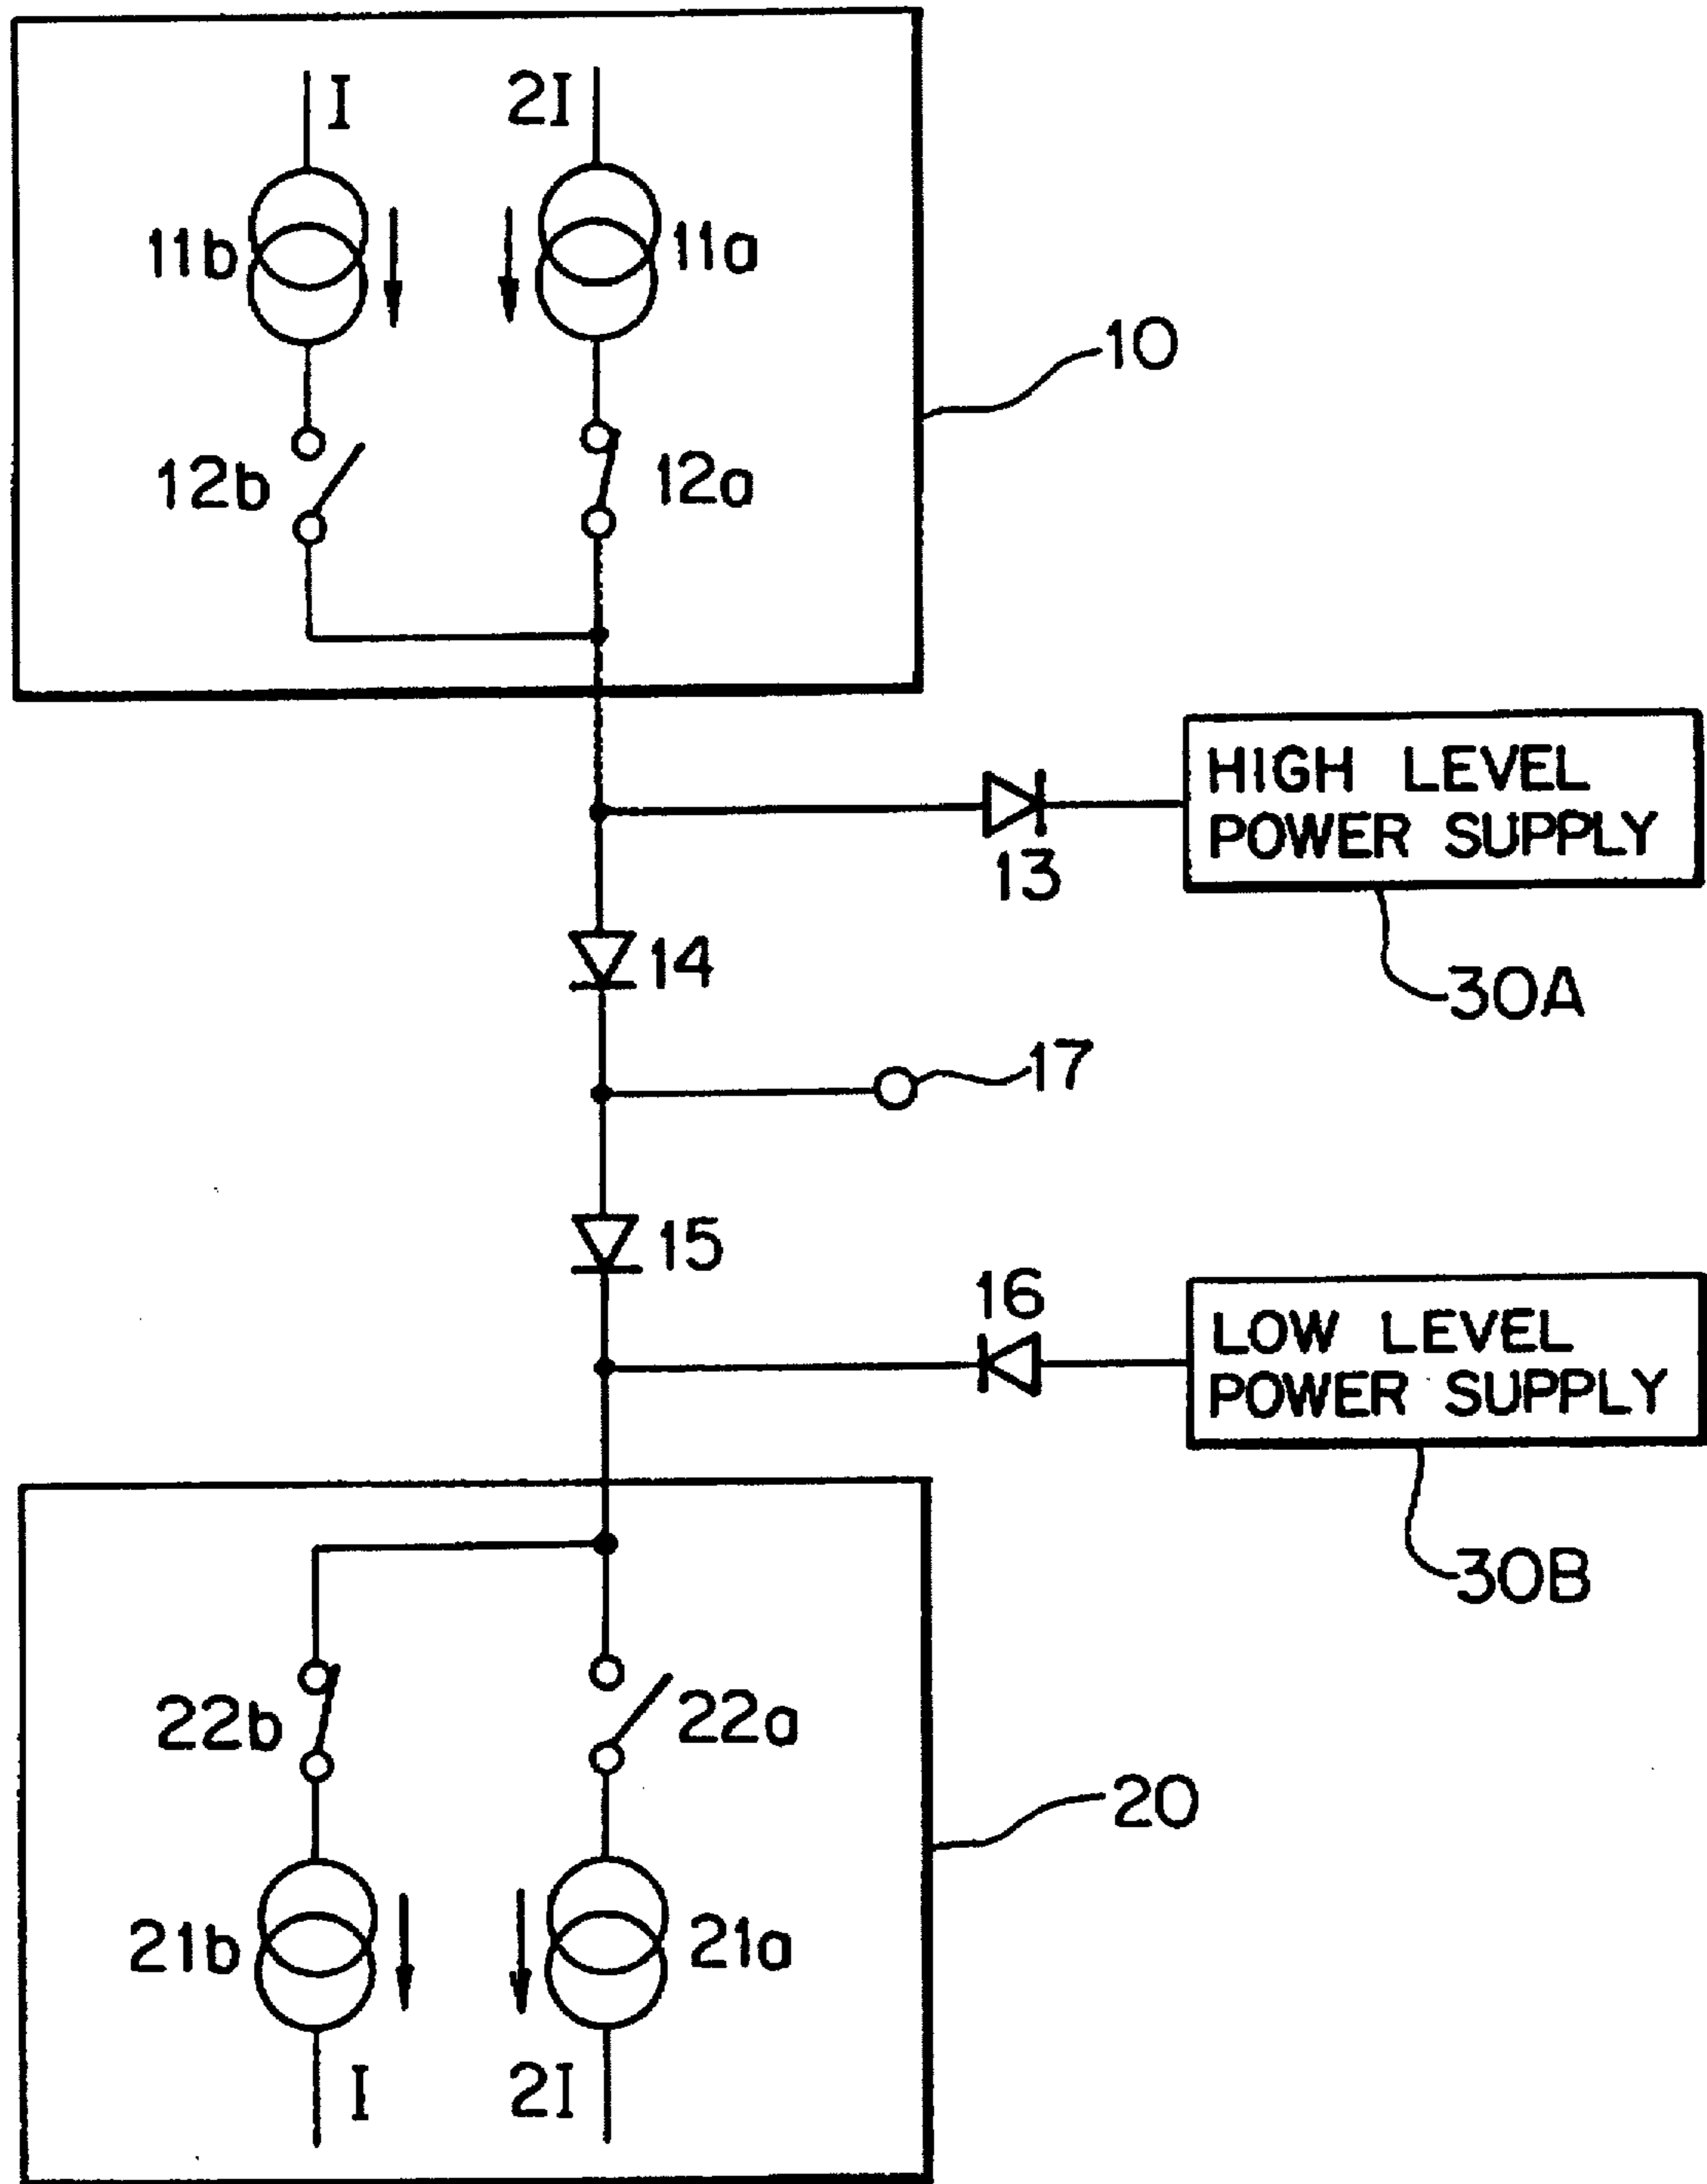 I 2I
11b 11a
10
12b 12a
HIGH LEVEL
POWER SUPPLY
13
14
30A
17
15
16
LOW LEVEL
POWER SUPPLY
30B
22b 22a
20
21b 21a
I 2I